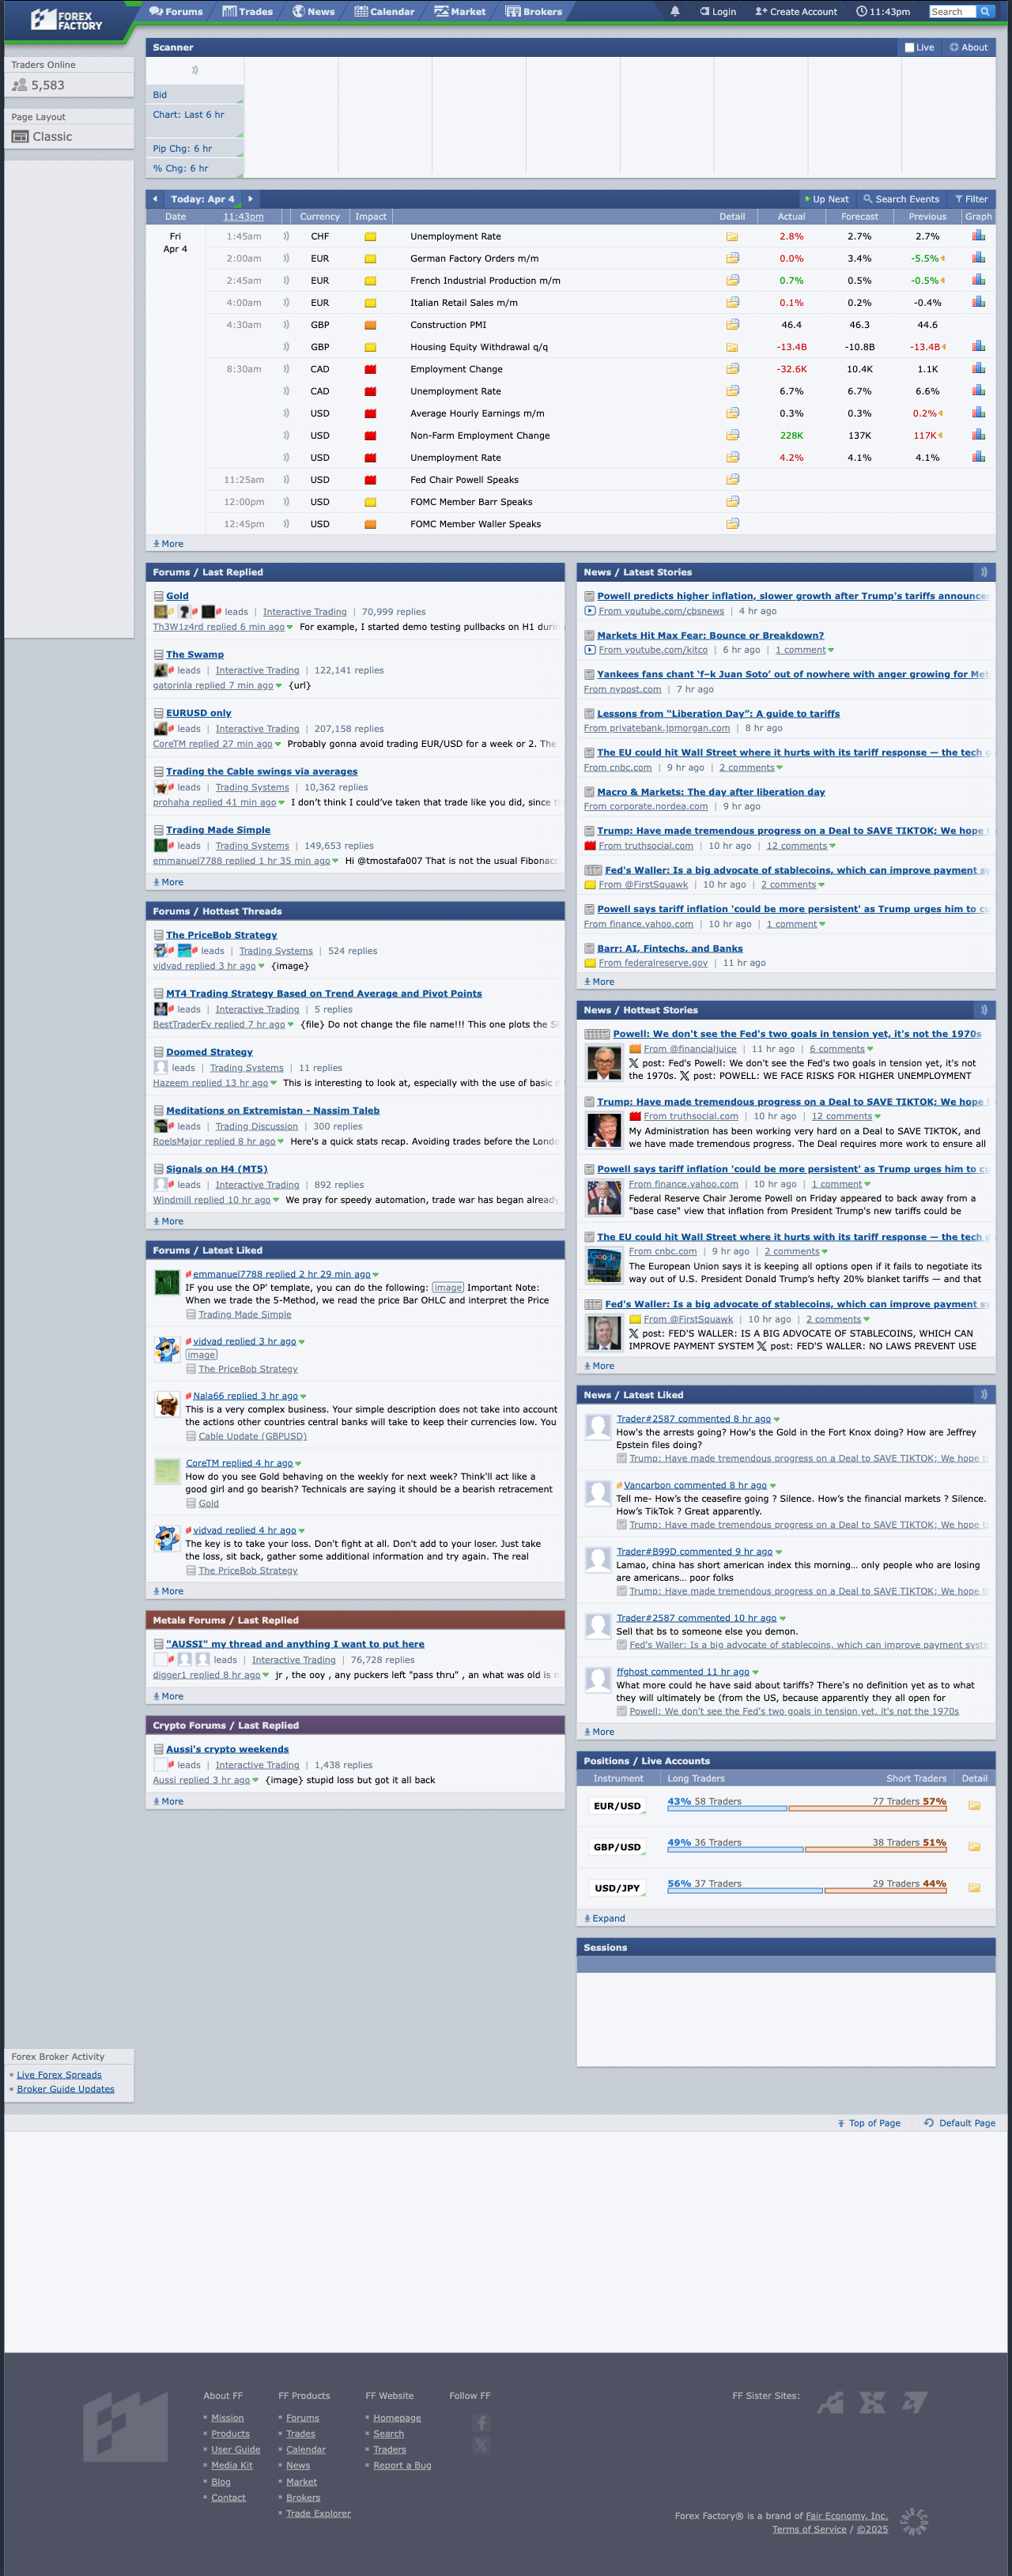 FOREX
FACTORY
Forums
Trades
News
Calendar
Market
Brokers
Login
Create Account
11:43pm
Search
Traders Online
5,583
Page Layout
Classic
Scanner
Live
About
Bid
Chart: Last 6 hr
Pip Chg: 6 hr
% Chg: 6 hr
Today: Apr 4
Up Next
Search Events
Filter
Date 11:43pm Currency Impact Detail Actual Forecast Previous Graph
Fri
Apr 4
1:45am CHF Unemployment Rate 2.8% 2.7% 2.7%
2:00am EUR German Factory Orders m/m 0.0% 3.4% -5.5%
2:45am EUR French Industrial Production m/m 0.7% 0.5% -0.5%
4:00am EUR Italian Retail Sales m/m 0.1% 0.2% -0.4%
4:30am GBP Construction PMI 46.4 46.3 44.6
GBP Housing Equity Withdrawal q/q -13.4B -10.8B -13.4B
8:30am CAD Employment Change -32.6K 10.4K 1.1K
CAD Unemployment Rate 6.7% 6.7% 6.6%
USD Average Hourly Earnings m/m 0.3% 0.3% 0.2%
USD Non-Farm Employment Change 228K 137K 117K
USD Unemployment Rate 4.2% 4.1% 4.1%
11:25am USD Fed Chair Powell Speaks
12:00pm USD FOMC Member Barr Speaks
12:45pm USD FOMC Member Waller Speaks
More
Forums / Last Replied
Gold
leads | Interactive Trading | 70,999 replies
Th3W1z4rd replied 6 min ago For example, I started demo testing pullbacks on H1 durin
The Swamp
leads | Interactive Trading | 122,141 replies
gatorinla replied 7 min ago {url}
EURUSD only
leads | Interactive Trading | 207,158 replies
CoreTM replied 27 min ago Probably gonna avoid trading EUR/USD for a week or 2. The
Trading the Cable swings via averages
leads | Trading Systems | 10,362 replies
prohaha replied 41 min ago I don't think I could've taken that trade like you did, since t
Trading Made Simple
leads | Trading Systems | 149,653 replies
emmanuel7788 replied 1 hr 35 min ago Hi @tmostafa007 That is not the usual Fibonacc
More
Forums / Hottest Threads
The PriceBob Strategy
leads | Trading Systems | 524 replies
vidvad replied 3 hr ago {image}
MT4 Trading Strategy Based on Trend Average and Pivot Points
leads | Interactive Trading | 5 replies
BestTraderEv replied 7 hr ago {file} Do not change the file name!!! This one plots the S
Doomed Strategy
leads | Trading Systems | 11 replies
Hazeem replied 13 hr ago This is interesting to look at, especially with the use of basic
Meditations on Extremistan - Nassim Taleb
leads | Trading Discussion | 300 replies
RoelsMajor replied 8 hr ago Here's a quick stats recap. Avoiding trades before the Londo
Signals on H4 (MT5)
leads | Interactive Trading | 892 replies
Windmill replied 10 hr ago We pray for speedy automation, trade war has began already
More
Forums / Latest Liked
emmanuel7788 replied 2 hr 29 min ago
IF you use the OP' template, you can do the following: image Important Note:
When we trade the 5-Method, we read the price Bar OHLC and interpret the Price
Trading Made Simple
vidvad replied 3 hr ago
image
The PriceBob Strategy
Nala66 replied 3 hr ago
This is a very complex business. Your simple description does not take into account
the actions other countries central banks will take to keep their currencies low. You
Cable Update (GBPUSD)
CoreTM replied 4 hr ago
How do you see Gold behaving on the weekly for next week? Think'll act like a
good girl and go bearish? Technicals are saying it should be a bearish retracement
Gold
vidvad replied 4 hr ago
The key is to take your loss. Don't fight at all. Don't add to your loser. Just take
the loss, sit back, gather some additional information and try again. The real
The PriceBob Strategy
More
Metals Forums / Last Replied
"AUSSI" my thread and anything I want to put here
leads | Interactive Trading | 76,728 replies
digger1 replied 8 hr ago jr , the ooy , any puckers left "pass thru" , an what was old is n
More
Crypto Forums / Last Replied
Aussi's crypto weekends
leads | Interactive Trading | 1,438 replies
Aussi replied 3 hr ago {image} stupid loss but got it all back
More
News / Latest Stories
Powell predicts higher inflation, slower growth after Trump's tariffs announce
From youtube.com/cbsnews | 4 hr ago
Markets Hit Max Fear: Bounce or Breakdown?
From youtube.com/kitco | 6 hr ago | 1 comment
Yankees fans chant 'f–k Juan Soto' out of nowhere with anger growing for Met
From nypost.com | 7 hr ago
Lessons from “Liberation Day”: A guide to tariffs
From privatebank.jpmorgan.com | 8 hr ago
The EU could hit Wall Street where it hurts with its tariff response — the tech g
From cnbc.com | 9 hr ago | 2 comments
Macro & Markets: The day after liberation day
From corporate.nordea.com | 9 hr ago
Trump: Have made tremendous progress on a Deal to SAVE TIKTOK; We hope t
From truthsocial.com | 10 hr ago | 12 comments
Fed's Waller: Is a big advocate of stablecoins, which can improve payment sy
From @FirstSquawk | 10 hr ago | 2 comments
Powell says tariff inflation 'could be more persistent' as Trump urges him to cu
From finance.yahoo.com | 10 hr ago | 1 comment
Barr: AI, Fintechs, and Banks
From federalreserve.gov | 11 hr ago
More
News / Hottest Stories
Powell: We don't see the Fed's two goals in tension yet, it's not the 1970s
From @financialjuice | 11 hr ago | 6 comments
X post: Fed's Powell: We don't see the Fed's two goals in tension yet, it's not
the 1970s. X post: POWELL: WE FACE RISKS FOR HIGHER UNEMPLOYMENT
Trump: Have made tremendous progress on a Deal to SAVE TIKTOK; We hope t
From truthsocial.com | 10 hr ago | 12 comments
My Administration has been working very hard on a Deal to SAVE TIKTOK, and
we have made tremendous progress. The Deal requires more work to ensure all
Powell says tariff inflation 'could be more persistent' as Trump urges him to cu
From finance.yahoo.com | 10 hr ago | 1 comment
Federal Reserve Chair Jerome Powell on Friday appeared to back away from a
"base case" view that inflation from President Trump's new tariffs could be
The EU could hit Wall Street where it hurts with its tariff response — the tech g
From cnbc.com | 9 hr ago | 2 comments
The European Union says it is keeping all options open if it fails to negotiate its
way out of U.S. President Donald Trump's hefty 20% blanket tariffs — and that
Fed's Waller: Is a big advocate of stablecoins, which can improve payment sy
From @FirstSquawk | 10 hr ago | 2 comments
X post: FED'S WALLER: IS A BIG ADVOCATE OF STABLECOINS, WHICH CAN
IMPROVE PAYMENT SYSTEM X post: FED'S WALLER: NO LAWS PREVENT USE
More
News / Latest Liked
Trader#2587 commented 8 hr ago
How's the arrests going? How's the Gold in the Fort Knox doing? How are Jeffrey
Epstein files doing?
Trump: Have made tremendous progress on a Deal to SAVE TIKTOK; We hope t
Vancarbon commented 8 hr ago
Tell me- How's the ceasefire going ? Silence. How's the financial markets ? Silence.
How's TikTok ? Great apparently.
Trump: Have made tremendous progress on a Deal to SAVE TIKTOK; We hope t
Trader#B99D commented 9 hr ago
Lamao, china has short american index this morning... only people who are losing
are americans... poor folks
Trump: Have made tremendous progress on a Deal to SAVE TIKTOK; We hope t
Trader#2587 commented 10 hr ago
Sell that bs to someone else you demon.
Fed's Waller: Is a big advocate of stablecoins, which can improve payment syste
ffghost commented 11 hr ago
What more could he have said about tariffs? There's no definition yet as to what
they will ultimately be (from the US, because apparently they all open for
Powell: We don't see the Fed's two goals in tension yet, it's not the 1970s
More
Positions / Live Accounts
Instrument Long Traders Short Traders Detail
EUR/USD 43% 58 Traders 77 Traders 57%
GBP/USD 49% 36 Traders 38 Traders 51%
USD/JPY 56% 37 Traders 29 Traders 44%
Expand
Sessions
Forex Broker Activity
Live Forex Spreads
Broker Guide Updates
Top of Page
Default Page
About FF
Mission
Products
User Guide
Media Kit
Blog
Contact
FF Products
Forums
Trades
Calendar
News
Market
Brokers
Trade Explorer
FF Website
Homepage
Search
Traders
Report a Bug
Follow FF
FF Sister Sites:
Forex Factory® is a brand of Fair Economy, Inc.
Terms of Service / ©2025